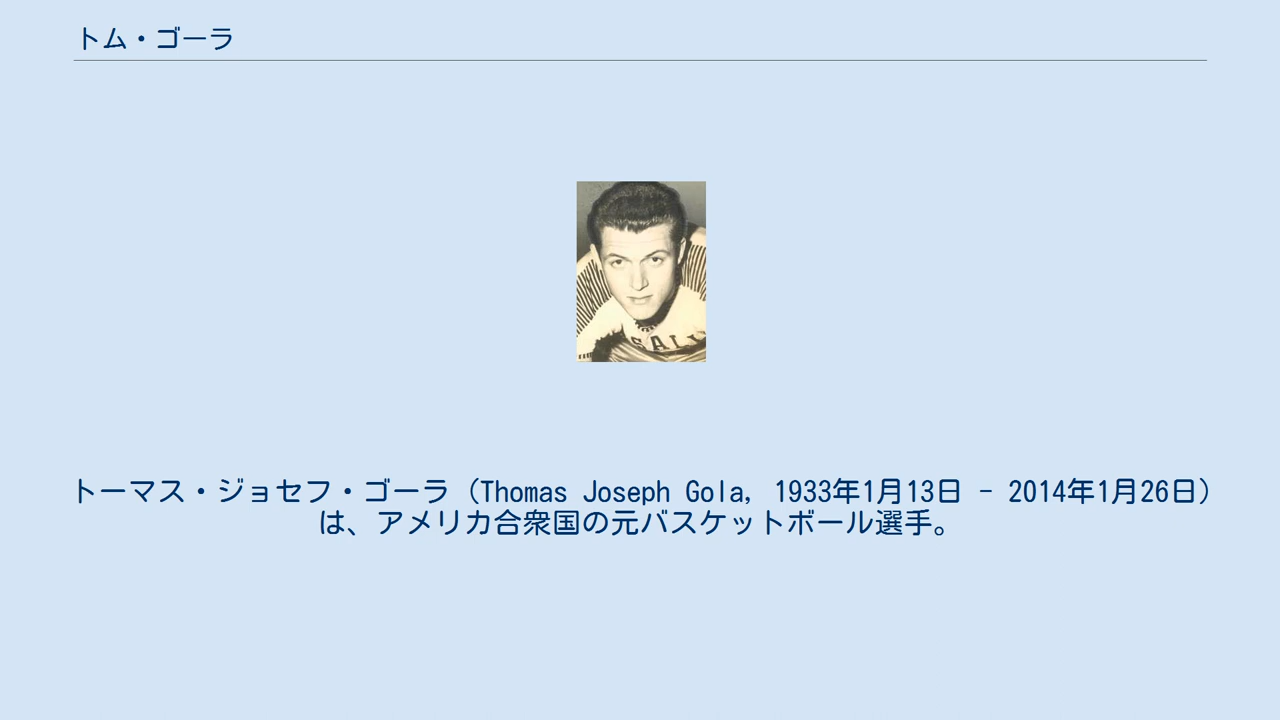 トム・ゴーラ
SALL
トーマス・ジョセフ・ゴーラ（Thomas Joseph Gola, 1933年1月13日 - 2014年1月26日）
は、アメリカ合衆国の元バスケットボール選手。